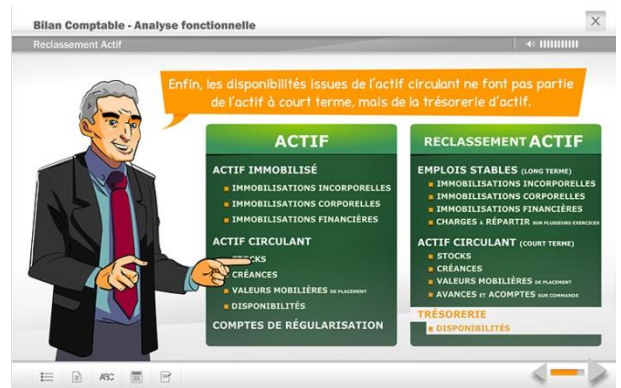 Bilan Comptable - Analyse fonctionnelle
X
Reclassement Actif
Enfin, les disponibilités issues de l'actif circulant ne font pas partie
de l'actif à court terme, mais de la trésorerie d'actif.
ACTIF
ACTIF IMMOBILISÉ
IMMOBILISATIONS INCORPORELLES
IMMOBILISATIONS CORPORELLES
IMMOBILISATIONS FINANCIÈRES
ACTIF CIRCULANT
STOCKS
CRÉANCES
VALEURS MOBILIÈRES DE PLACEMENT
DISPONIBILITÉS
COMPTES DE RÉGULARISATION
RECLASSEMENT ACTIF
EMPLOIS STABLES (LONG TERME)
IMMOBILISATIONS INCORPORELLES
IMMOBILISATIONS CORPORELLES
IMMOBILISATIONS FINANCIÈRES
CHARGES À RÉPARTIR SUR PLUSIEURS EXERCICES
ACTIF CIRCULANT (COURT TERME)
STOCKS
CRÉANCES
VALEURS MOBILIÈRES DE PLACEMENT
AVANCES ET ACOMPTES SUR COMMANDE
TRÉSORERIE
DISPONIBILITÉS
ABC